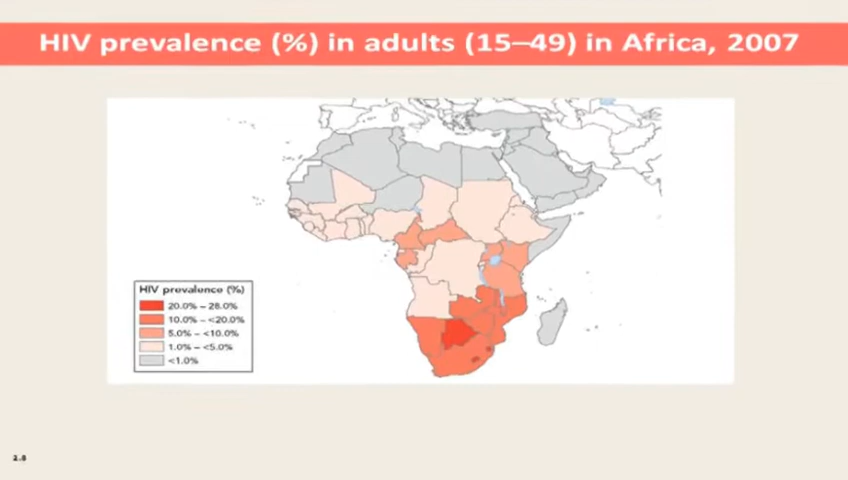 HIV prevalence (%) in adults (15–49) in Africa, 2007
HIV prevalence (%)
20.0% – 28.0%
10.0% – <20.0%
5.0% – <10.0%
1.0% – <5.0%
<1.0%